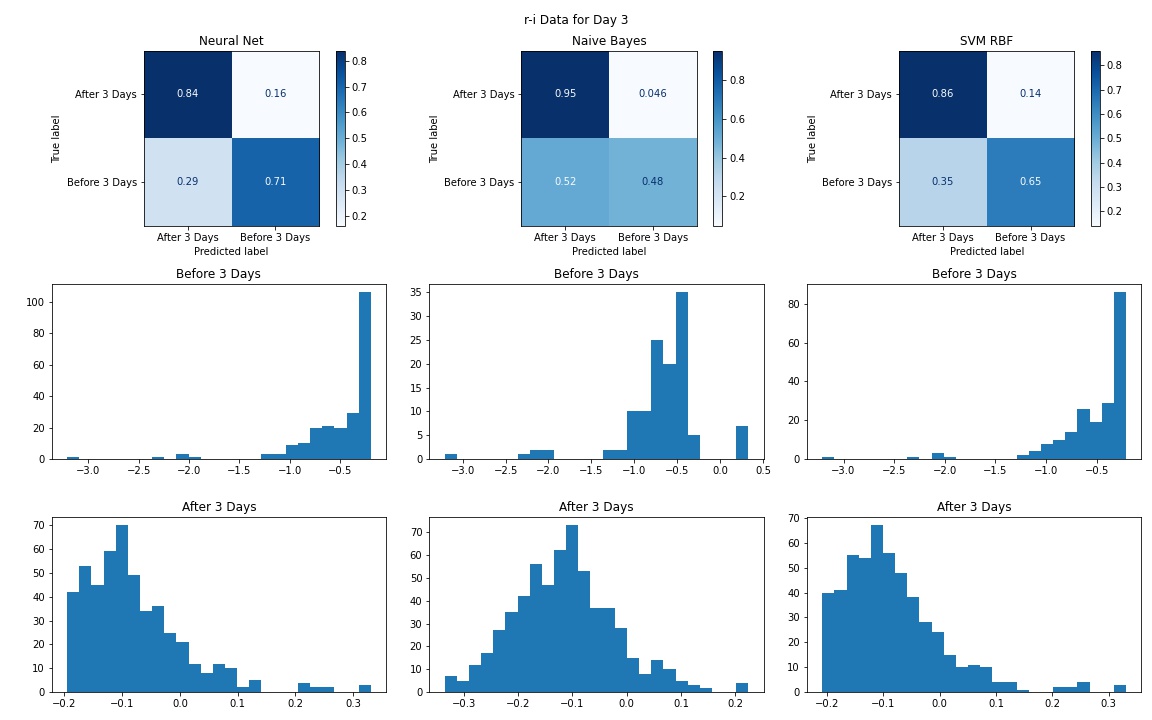 r-i Data for Day 3
Neural Net
After 3 Days
Before 3 Days
True label
0.84 0.16
0.29 0.71
After 3 Days Before 3 Days
Predicted label
0.8
0.7
0.6
0.5
0.4
0.3
0.2
Naive Bayes
After 3 Days
Before 3 Days
True label
0.95 0.046
0.52 0.48
After 3 Days Before 3 Days
Predicted label
0.8
0.6
0.4
0.2
SVM RBF
After 3 Days
Before 3 Days
True label
0.86 0.14
0.35 0.65
After 3 Days Before 3 Days
Predicted label
0.8
0.7
0.6
0.5
0.4
0.3
0.2
Before 3 Days
100
80
60
40
20
0
−3.0 −2.5 −2.0 −1.5 −1.0 −0.5
Before 3 Days
35
30
25
20
15
10
5
0
−3.0 −2.5 −2.0 −1.5 −1.0 −0.5 0.0 0.5
Before 3 Days
80
60
40
20
0
−3.0 −2.5 −2.0 −1.5 −1.0 −0.5
After 3 Days
70
60
50
40
30
20
10
0
−0.2 −0.1 0.0 0.1 0.2 0.3
After 3 Days
70
60
50
40
30
20
10
0
−0.3 −0.2 −0.1 0.0 0.1 0.2
After 3 Days
70
60
50
40
30
20
10
0
−0.2 −0.1 0.0 0.1 0.2 0.3